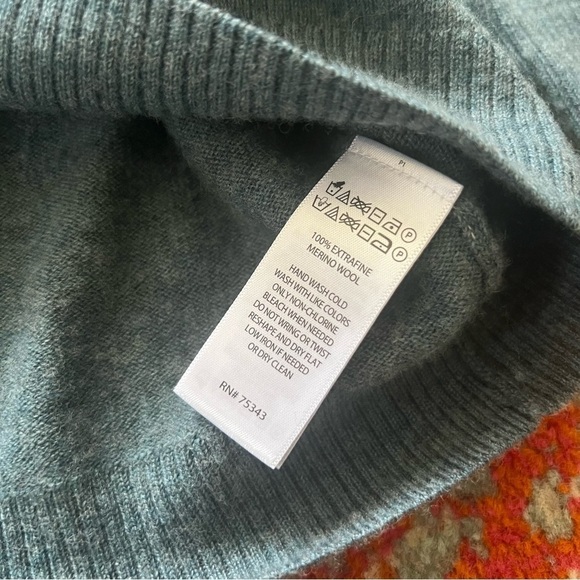 PI
P
P
100% EXTRAFINE
MERINO WOOL
HAND WASH COLD
WASH WITH LIKE COLORS
ONLY NON-CHLORINE
BLEACH WHEN NEEDED
DO NOT WRING OR TWIST
RESHAPE AND DRY FLAT
LOW IRON IF NEEDED
OR DRY CLEAN
RN# 75343